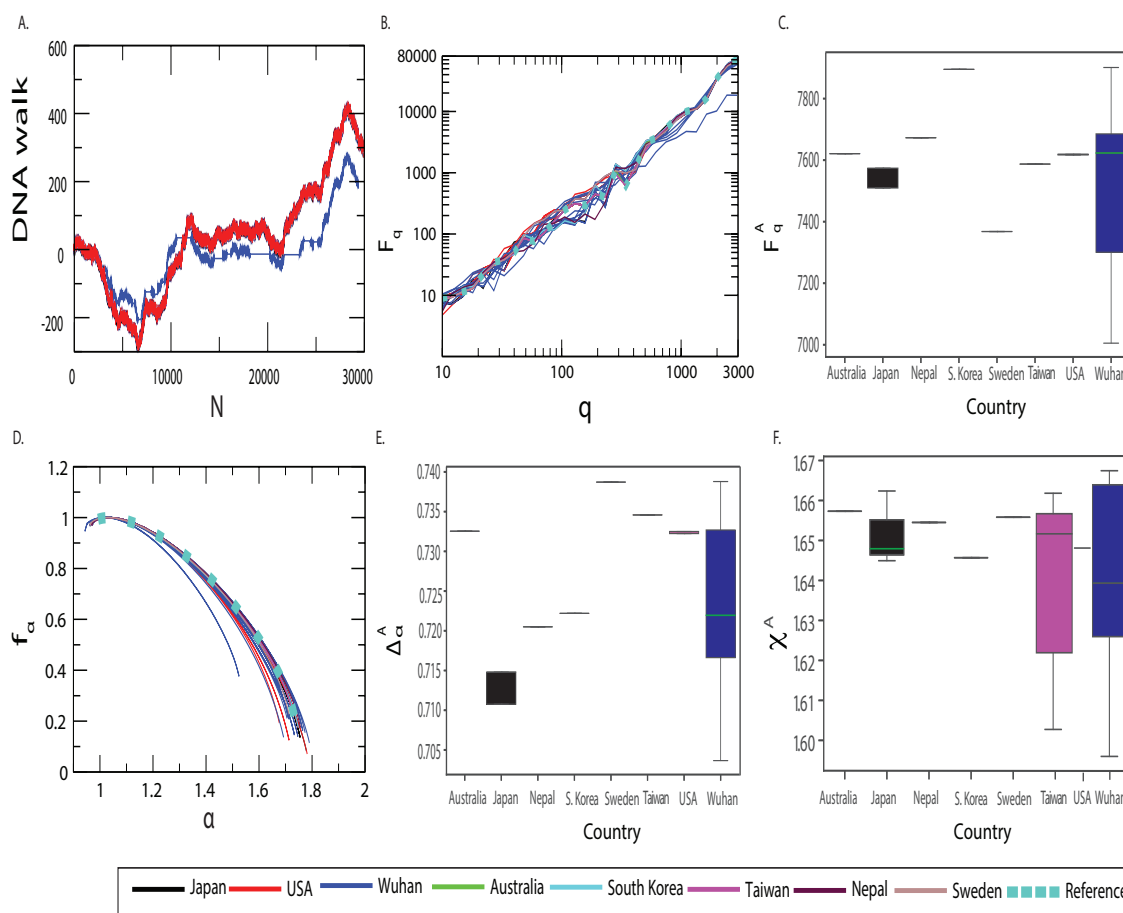 A.
B.
C.
DNA walk
600
400
200
0
-200
0
10000
20000
30000
N
F
q
80000
10000
1000
100
10
10
100
1000
3000
q
F
A
q
7800
7600
7400
7200
7000
Australia
Japan
Nepal
S. Korea
Sweden
Taiwan
USA
Wuhan
Country
D.
E.
F.
f
α
1.2
1
0.8
0.6
0.4
0.2
0
1
1.2
1.4
1.6
1.8
2
α
Δ
A
α
0.740
0.735
0.730
0.725
0.720
0.715
0.710
0.705
Australia
Japan
Nepal
S. Korea
Sweden
Taiwan
USA
Wuhan
Country
χ
A
1.67
1.66
1.65
1.64
1.63
1.62
1.61
1.60
Australia
Japan
Nepal
S. Korea
Sweden
Taiwan
USA
Wuhan
Country
Japan USA Wuhan Australia South Korea Taiwan Nepal Sweden Reference